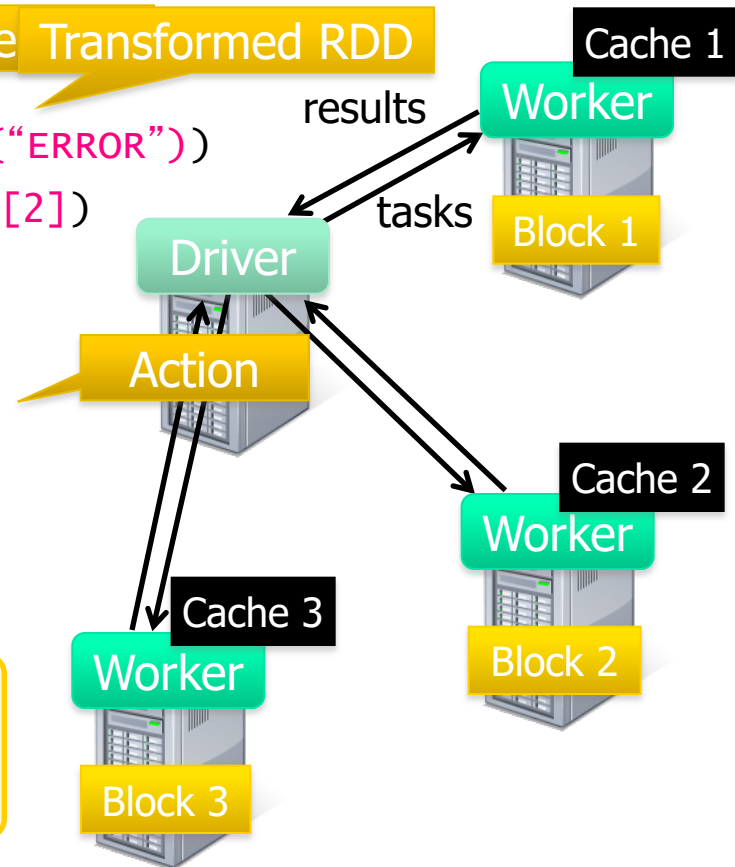 e
Transformed RDD
Cache 1
Worker
results
(“ERROR”))
[2])
tasks
Block 1
Driver
Action
Cache 2
Worker
Cache 3
Block 2
Worker
Block 3